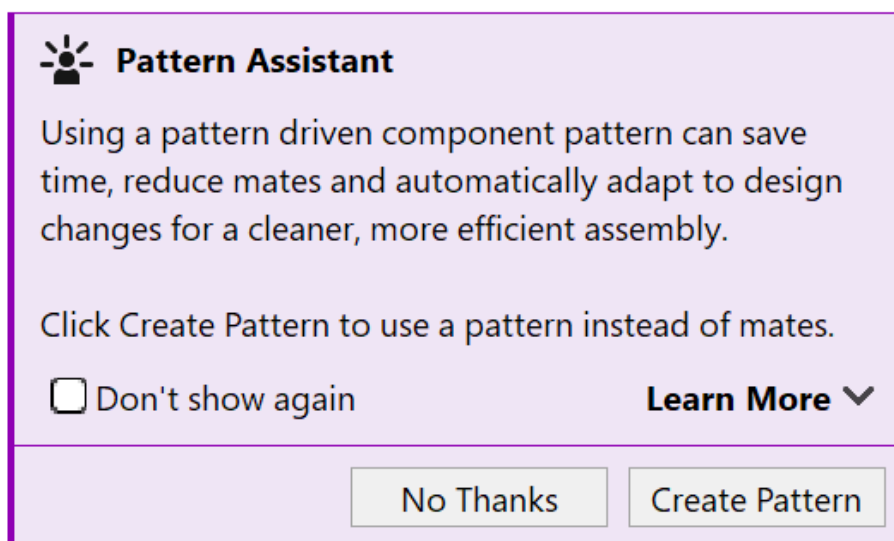 Pattern Assistant
Using a pattern driven component pattern can save
time, reduce mates and automatically adapt to design
changes for a cleaner, more efficient assembly.
Click Create Pattern to use a pattern instead of mates.
Don't show again
Learn More
No Thanks
Create Pattern